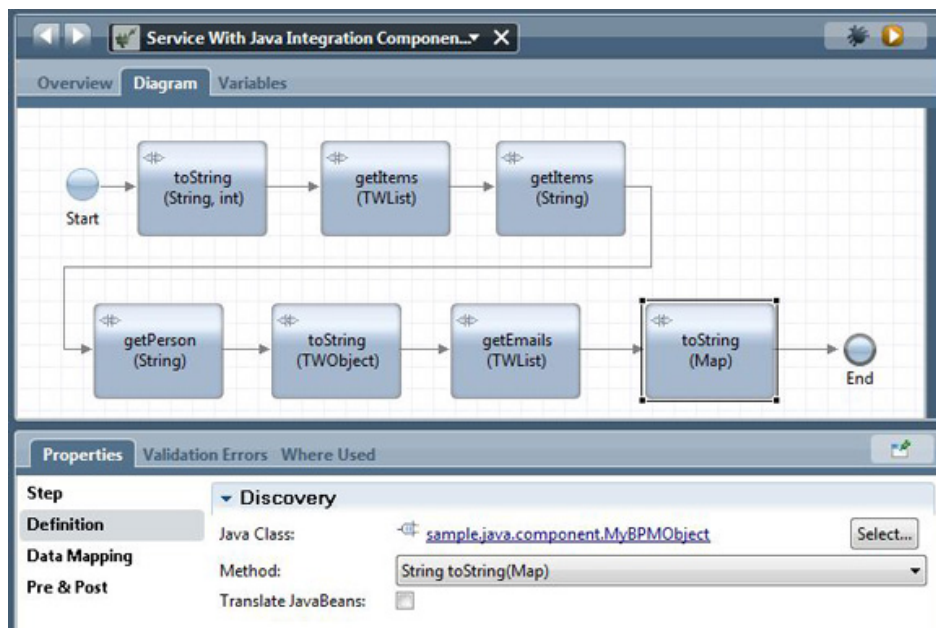 Service With Java Integration Componen...
Overview Diagram Variables
toString
(String, int)
getItems
(TWList)
getItems
(String)
Start
getPerson
(String)
toString
(TWObject)
getEmails
(TWList)
toString
(Map)
End
Properties Validation Errors Where Used
Step
Definition
Data Mapping
Pre & Post
Discovery
Java Class: sample.java.component.MyBPMObject Select...
Method: String toString(Map)
Translate JavaBeans: